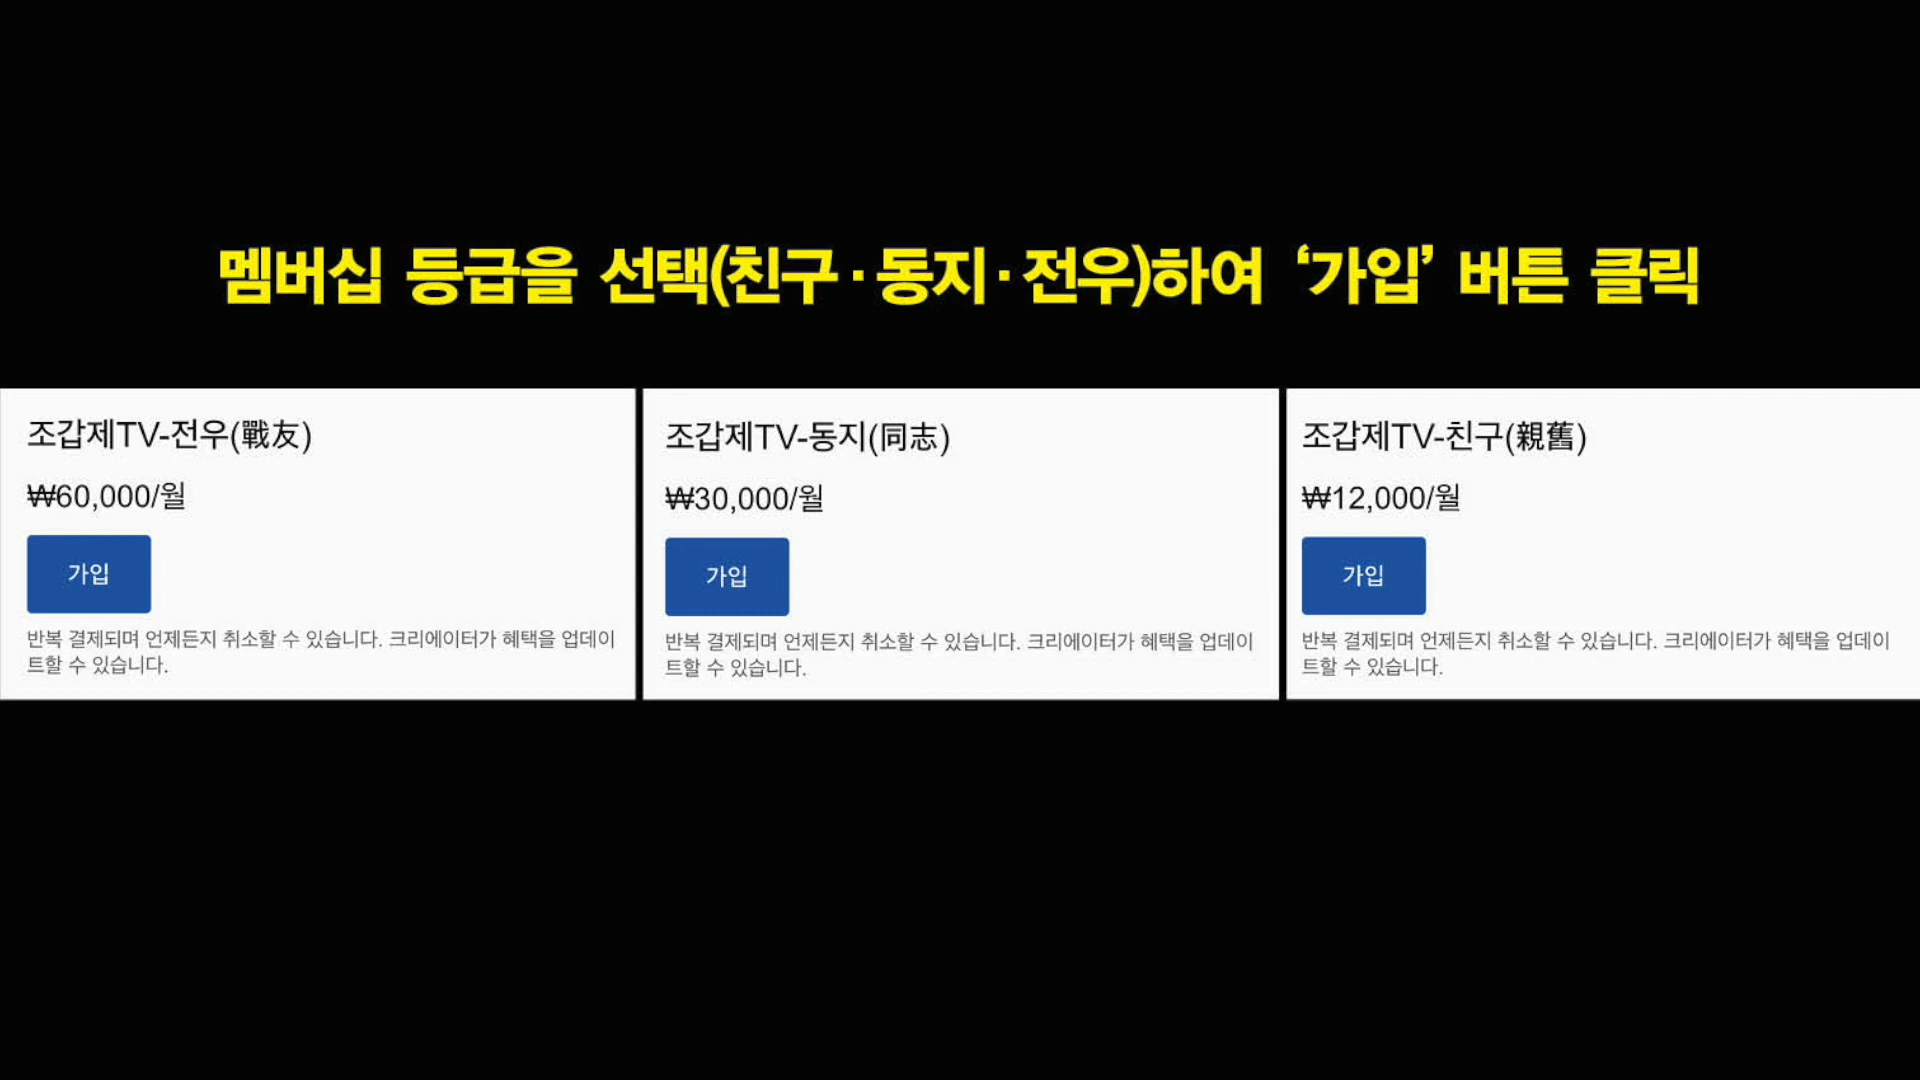 멤버십 등급을 선택(친구·동지·전우)하여 ‘가입’ 버튼 클릭
조갑제TV-전우(戰友)
₩60,000/월
가입
반복 결제되며 언제든지 취소할 수 있습니다. 크리에이터가 혜택을 업데이
트할 수 있습니다.
조갑제TV-동지(同志)
₩30,000/월
가입
반복 결제되며 언제든지 취소할 수 있습니다. 크리에이터가 혜택을 업데이
트할 수 있습니다.
조갑제TV-친구(親舊)
₩12,000/월
가입
반복 결제되며 언제든지 취소할 수 있습니다. 크리에이터가 혜택을 업데이
트할 수 있습니다.